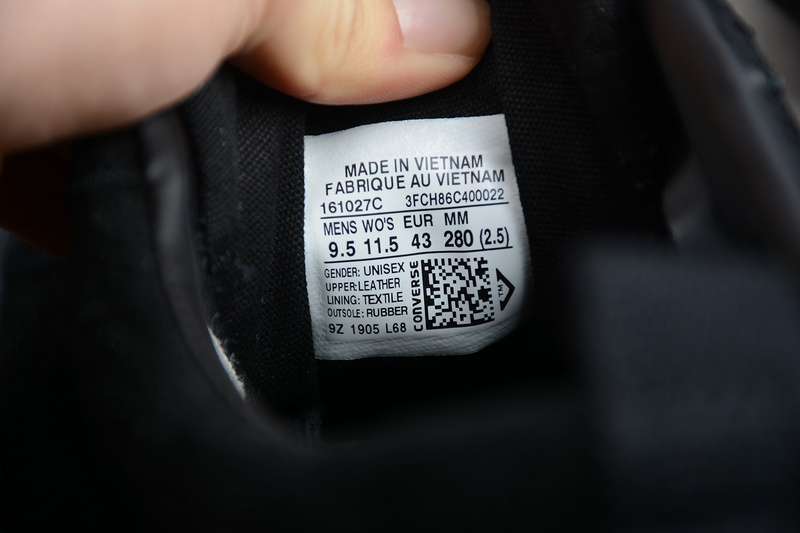 MADE IN VIETNAM
FABRIQUE AU VIETNAM
161027C 3FCH86C400022
MENS WO'S EUR MM
9.5 11.5 43 280 (2.5)
GENDER: UNISEX
UPPER:LEATHER
LINING: TEXTILE
OUTSOLE: RUBBER
9Z 1905 L68
CONVERSE
TM